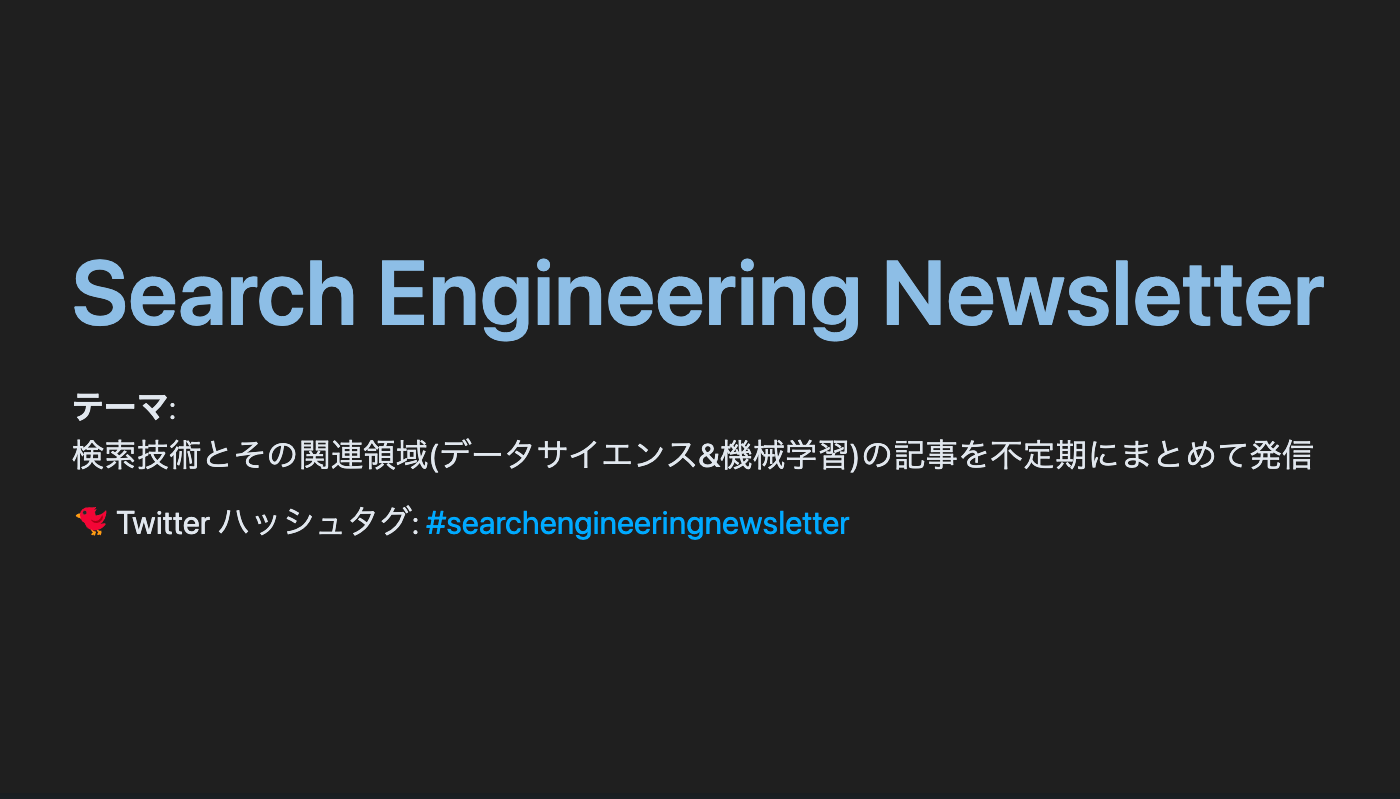 Search Engineering Newsletter
テーマ:
検索技術とその関連領域(データサイエンス&機械学習)の記事を不定期にまとめて発信
🐦 Twitter ハッシュタグ: #searchengineeringnewsletter